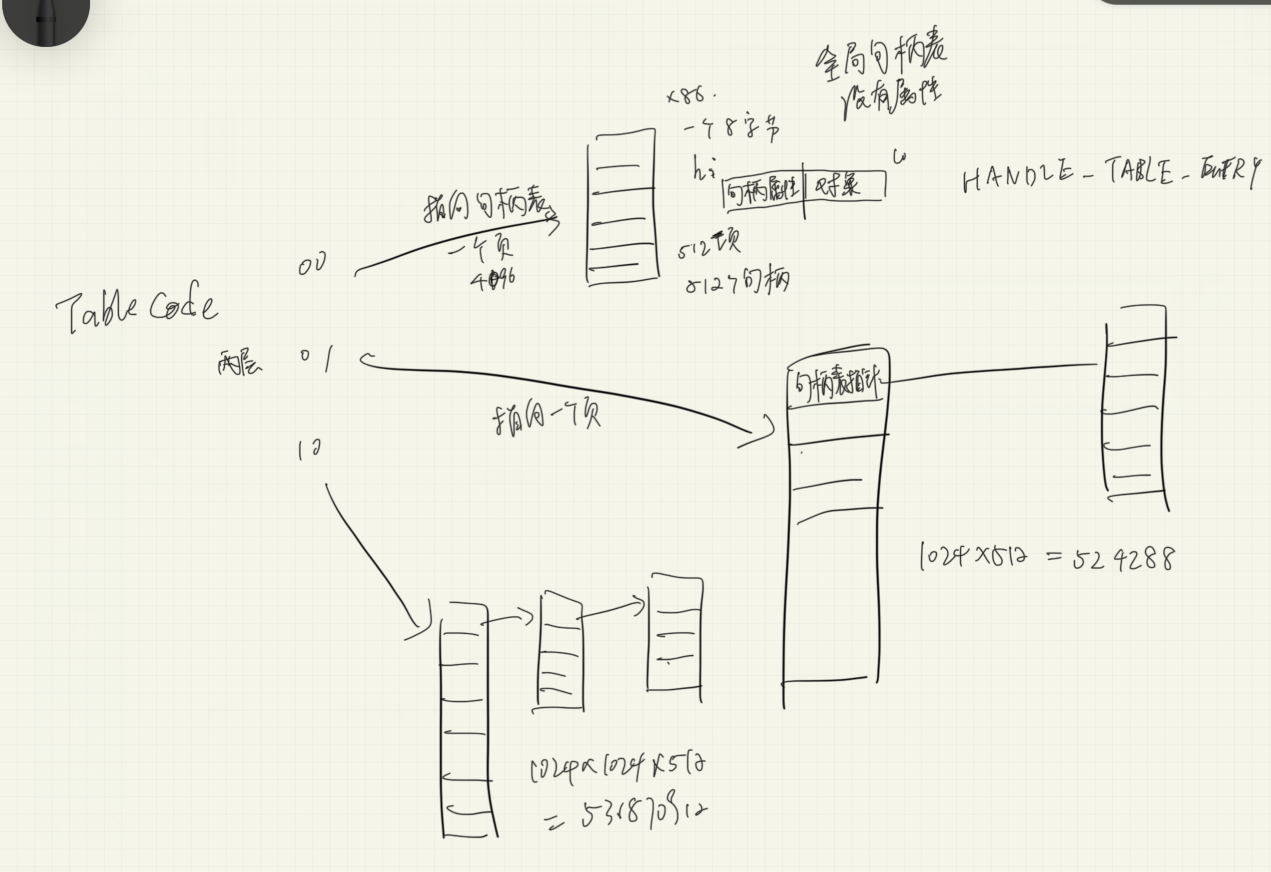 全局句柄表
没有属性
x86.
一个8字节
hi
句柄属性 对象
lo
HANDLE_TABLE_ENTRY
512项
512个句柄
指向句柄表
一个页
4096
00
TableCode
两层 01
指向一个页
句柄表指针
10
1024×512 = 524288
1024×1024×512
= 536870912